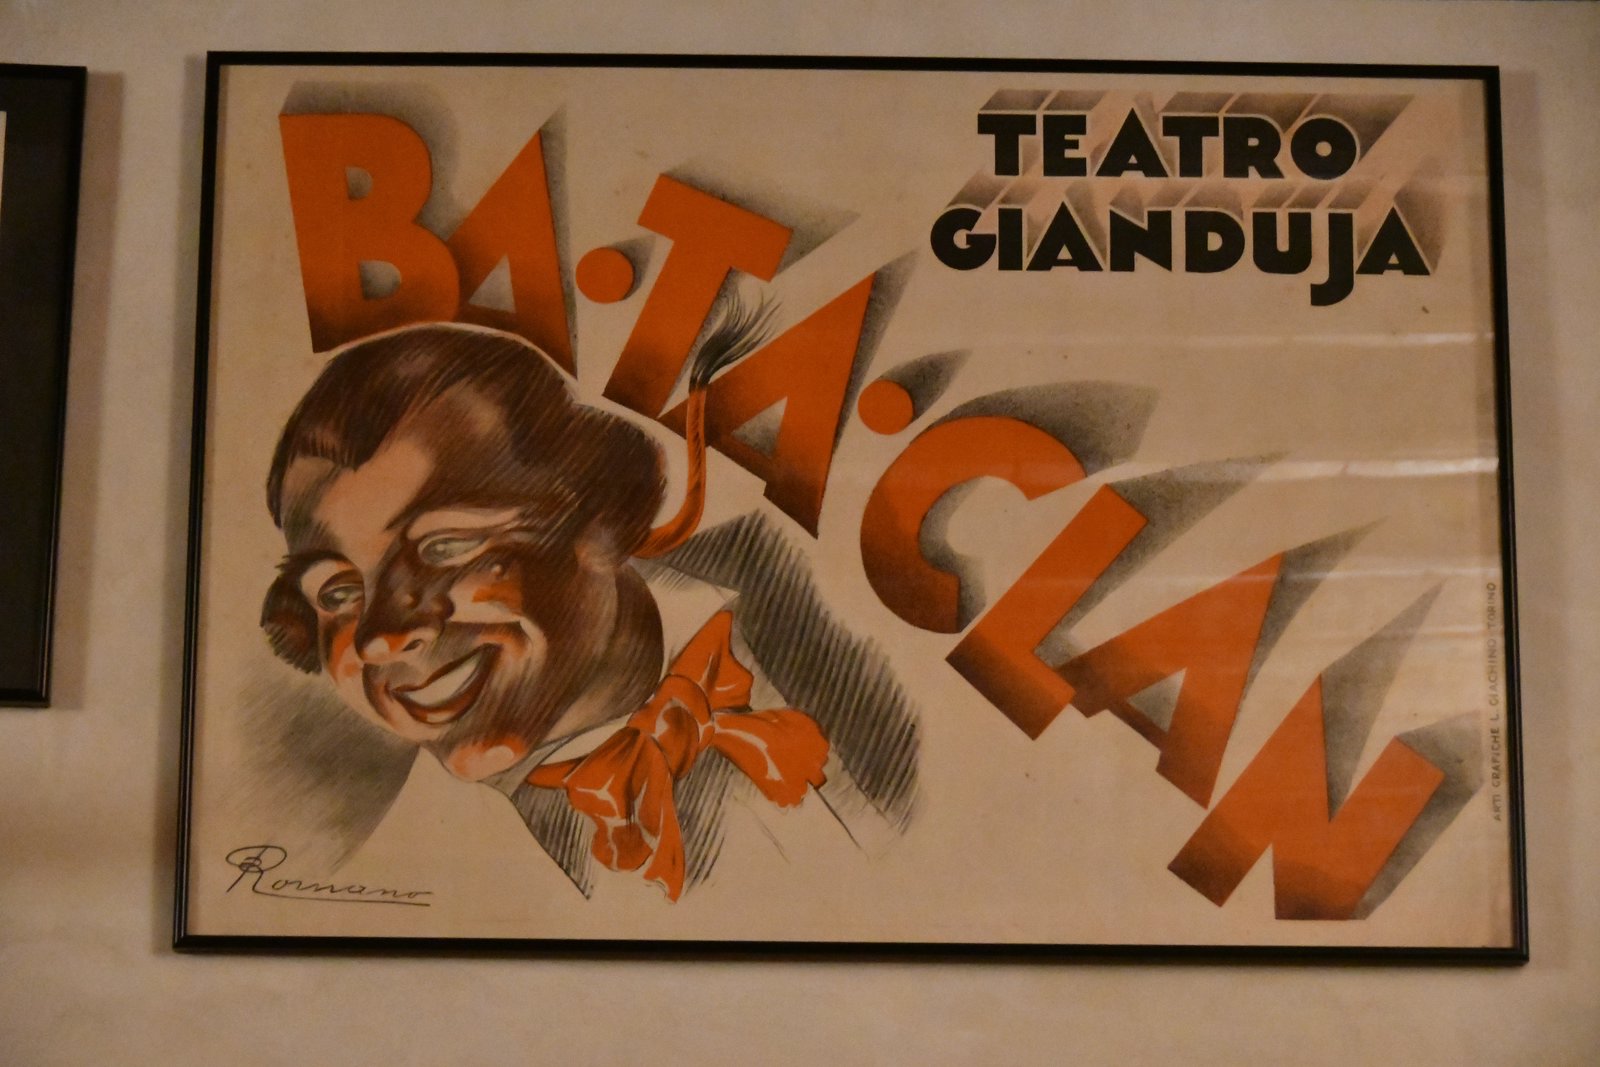 TEATRO
GIANDUJA
BA·TA·CLAN
Romano
ARTI GRAFICHE L. GIACHINO - TORINO